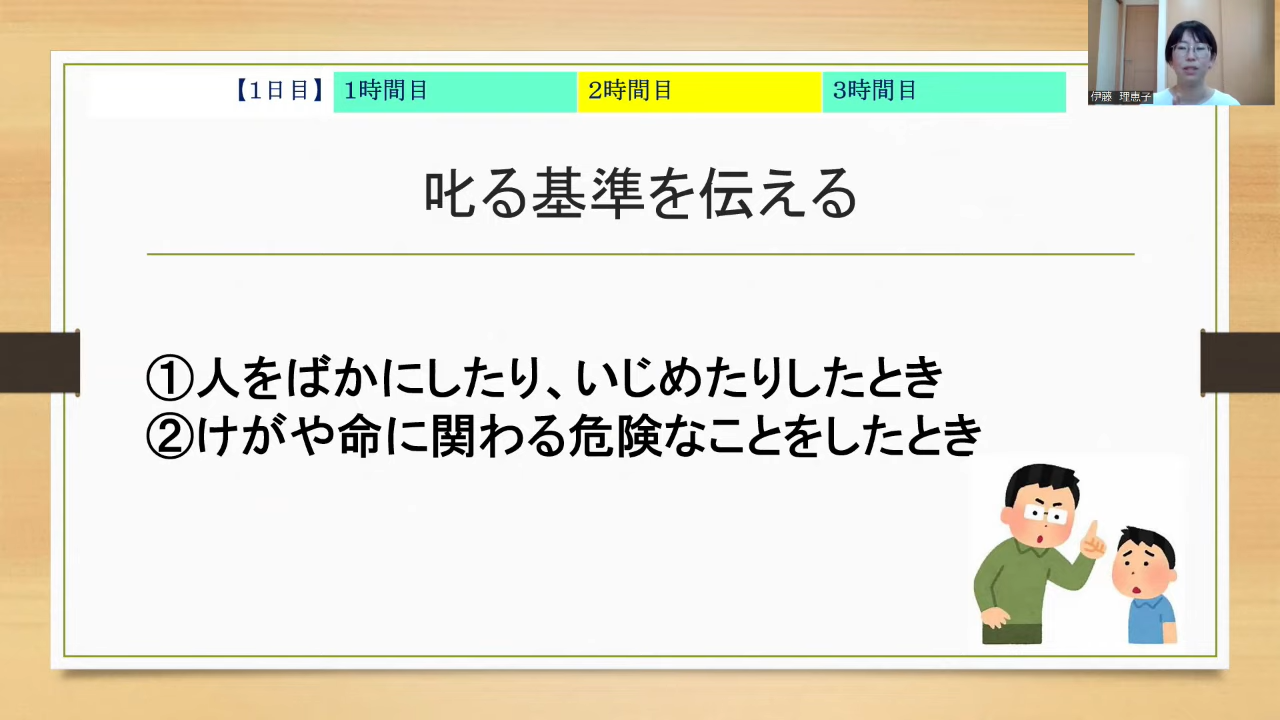 【1日目】 1時間目 2時間目 3時間目
伊藤 理恵子
叱る基準を伝える
①人をばかにしたり、いじめたりしたとき
②けがや命に関わる危険なことをしたとき